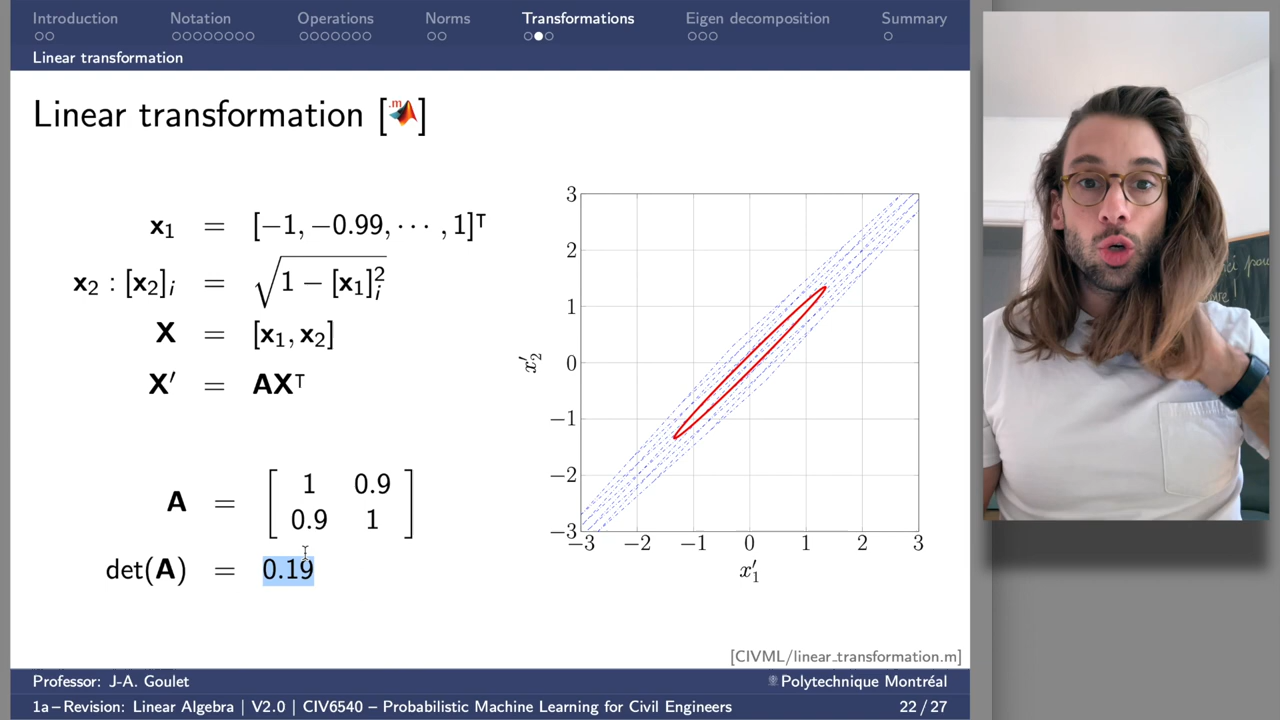 Introduction Notation Operations Norms Transformations Eigen decomposition Summary
Linear transformation
Linear transformation [.m]
x₁ = [−1, −0.99, ⋯ , 1]ᵀ
x₂ : [x₂]ᵢ = √(1 − [x₁]ᵢ²)
X = [x₁, x₂]
X′ = AXᵀ
A = [ 1 0.9
0.9 1 ]
det(A) = 0.19
3
2
1
0
−1
−2
−3
x′₂
−3 −2 −1 0 1 2 3
x′₁
[CIVML/linear_transformation.m]
Professor: J-A. Goulet Polytechnique Montréal
1a – Revision: Linear Algebra | V2.0 | CIV6540 – Probabilistic Machine Learning for Civil Engineers 22 / 27
ici pou
ire !